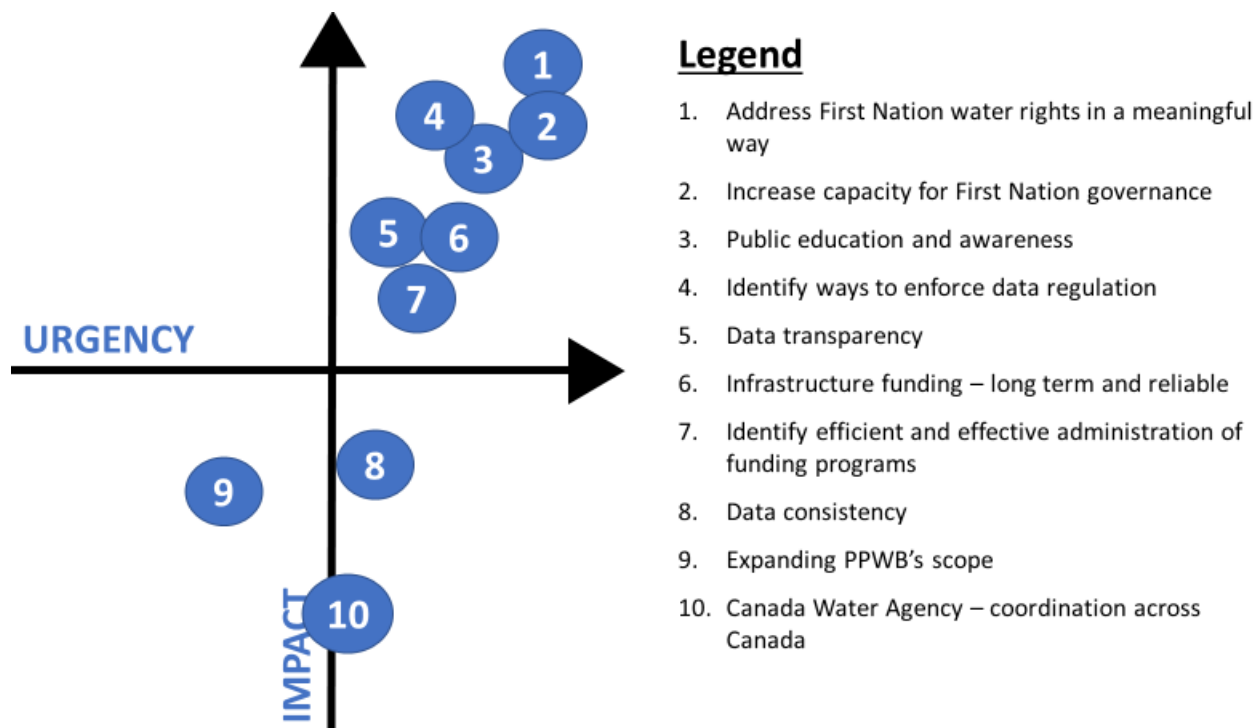 1
4
2
3
5
6
7
URGENCY
8
9
10
IMPACT
Legend
1. Address First Nation water rights in a meaningful
way
2. Increase capacity for First Nation governance
3. Public education and awareness
4. Identify ways to enforce data regulation
5. Data transparency
6. Infrastructure funding – long term and reliable
7. Identify efficient and effective administration of
funding programs
8. Data consistency
9. Expanding PPWB’s scope
10. Canada Water Agency – coordination across
Canada